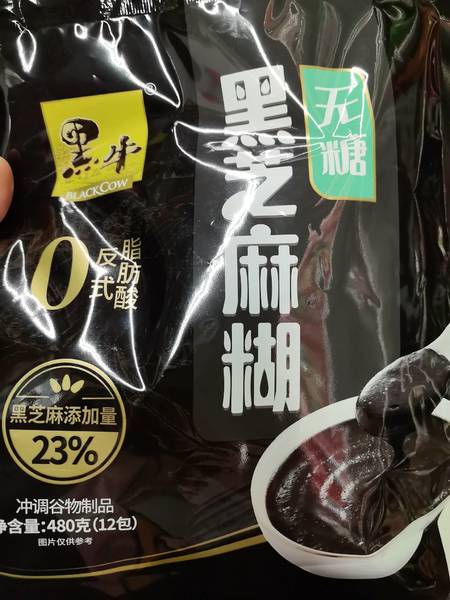 黑牛
BLACKCOW
®
无糖
黑芝麻糊
0反式脂肪酸
黑芝麻添加量
23%
冲调谷物制品
净含量:480克(12包)
图片仅供参考